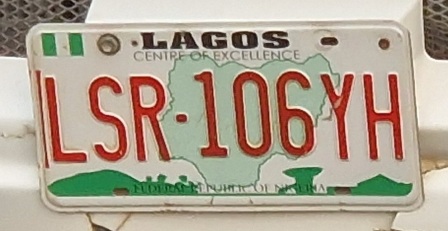 LAGOS
CENTRE OF EXCELLENCE
LSR-106YH
FEDERAL REPUBLIC OF NIGERIA